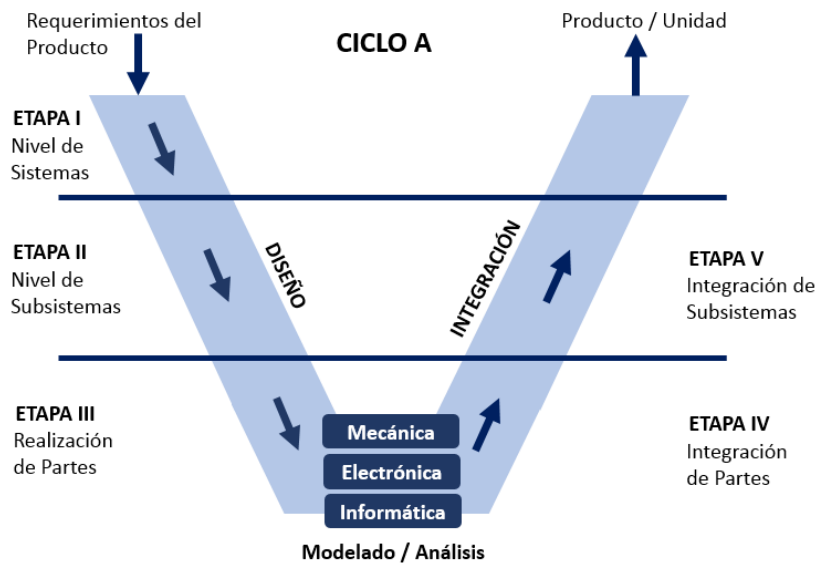 Requerimientos del
Producto
CICLO A
Producto / Unidad
ETAPA I
Nivel de
Sistemas
ETAPA II
Nivel de
Subsistemas
DISEÑO
INTEGRACIÓN
ETAPA V
Integración de
Subsistemas
ETAPA III
Realización
de Partes
Mecánica
Electrónica
Informática
ETAPA IV
Integración
de Partes
Modelado / Análisis